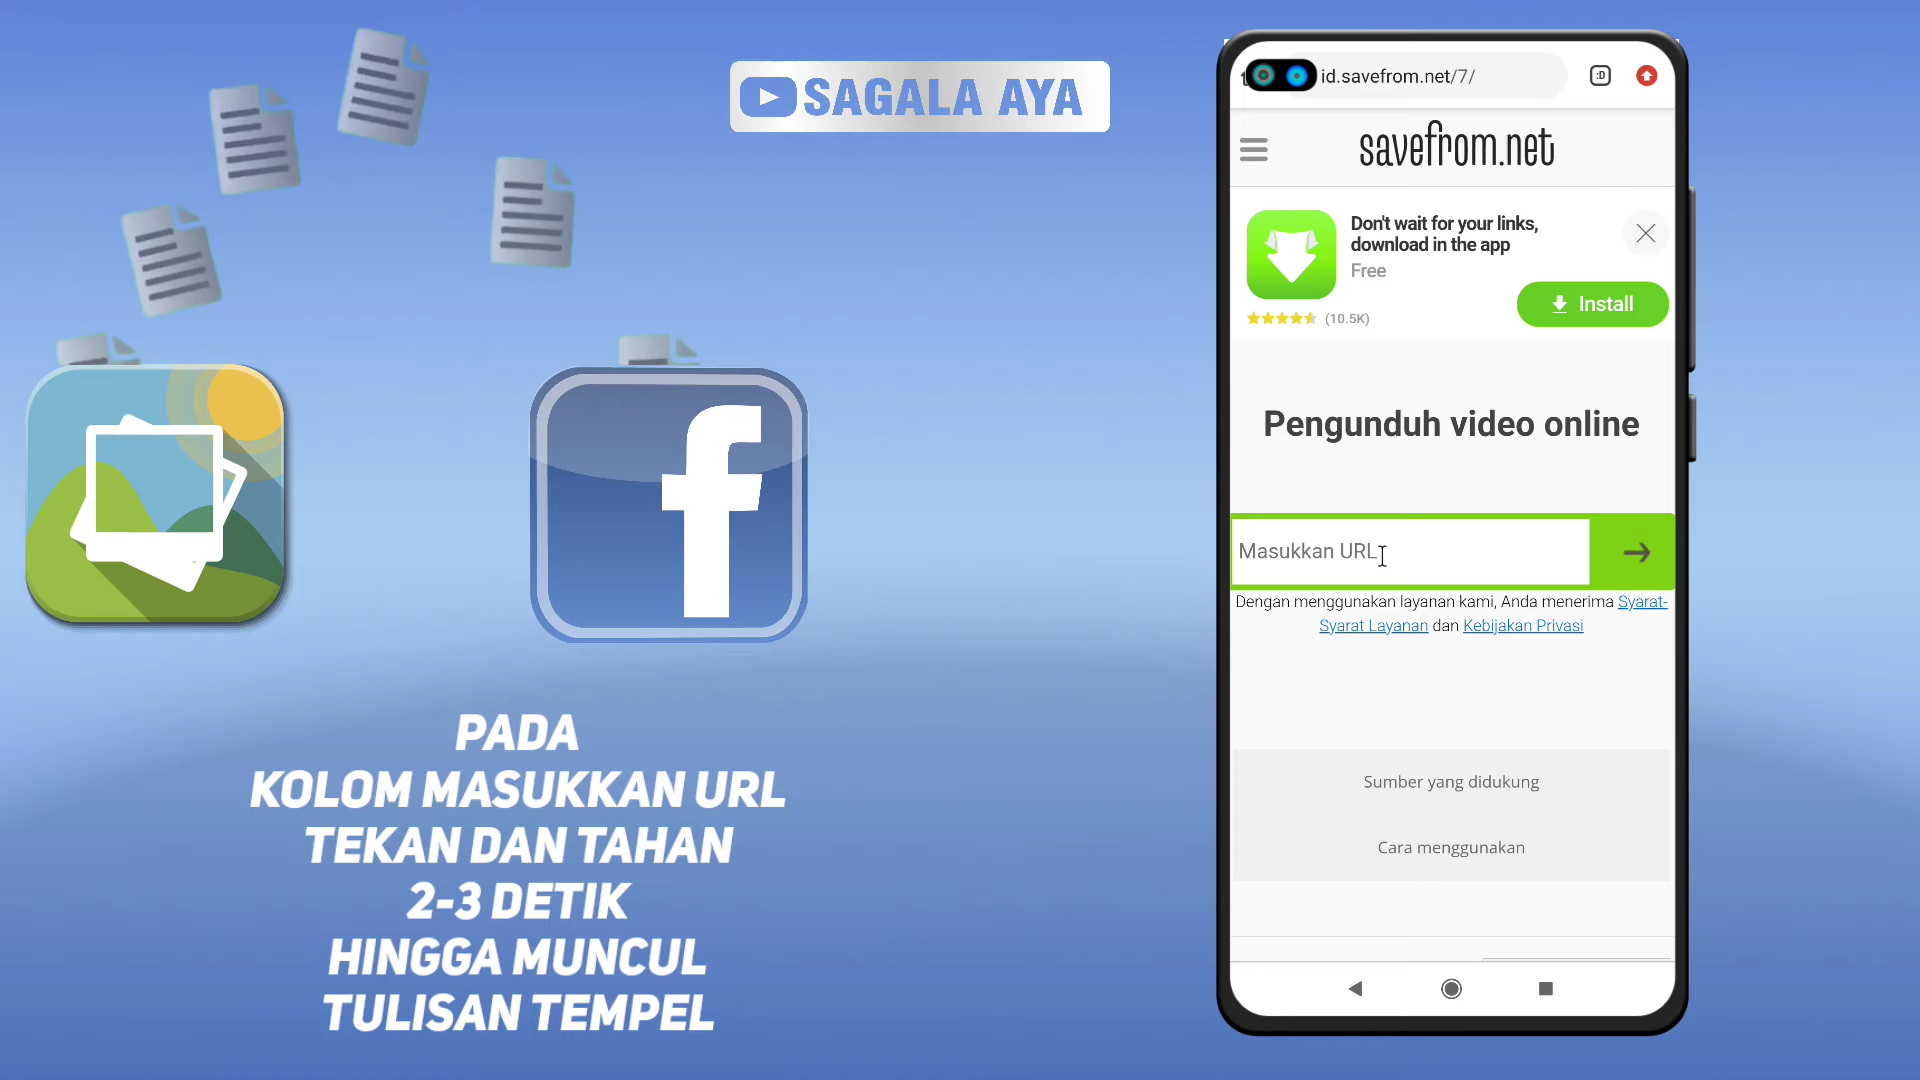 SAGALA AYA
PADA
KOLOM MASUKKAN URL
TEKAN DAN TAHAN
2-3 DETIK
HINGGA MUNCUL
TULISAN TEMPEL
id.savefrom.net/7/
:D
savefrom.net
Don't wait for your links,
download in the app
Free
(10.5K)
Install
Pengunduh video online
Masukkan URL
Dengan menggunakan layanan kami, Anda menerima Syarat-
Syarat Layanan dan Kebijakan Privasi
Sumber yang didukung
Cara menggunakan